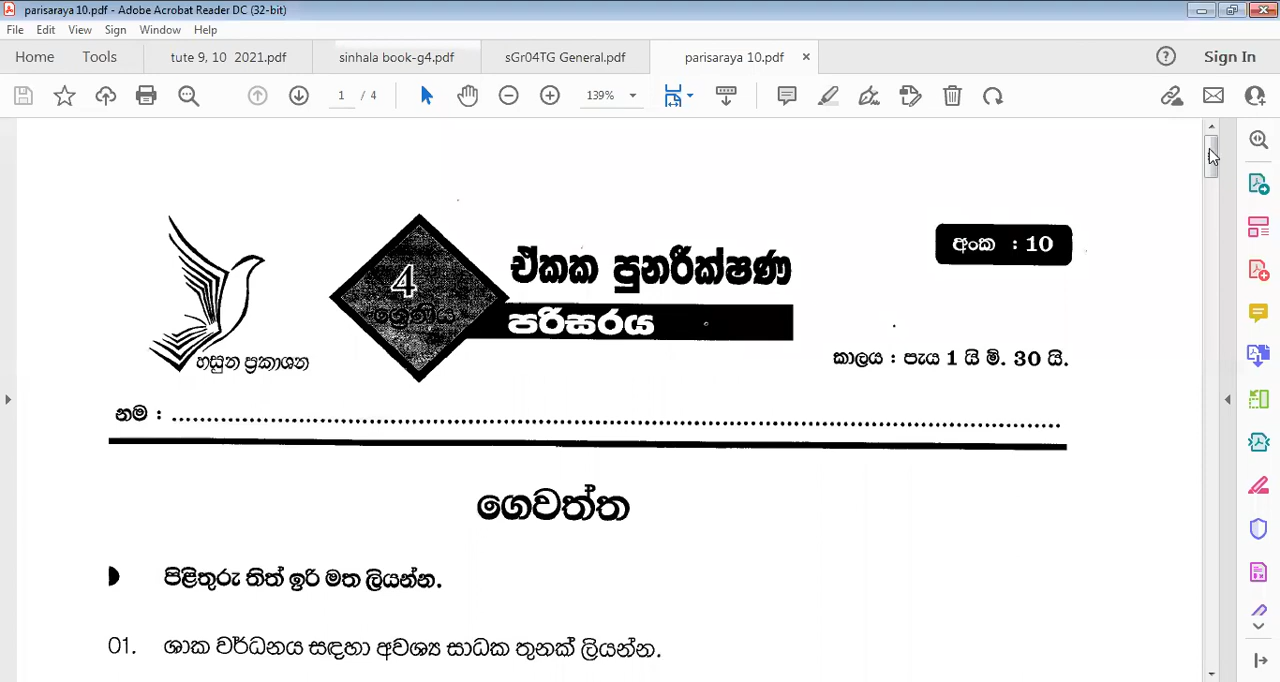 parisaraya 10.pdf - Adobe Acrobat Reader DC (32-bit)
File Edit View Sign Window Help
Home Tools tute 9, 10 2021.pdf sinhala book-g4.pdf sGr04TG General.pdf parisaraya 10.pdf × Sign In
1 / 4 139%
අංක : 10
4
ශ්‍රේණිය
ඒකක පුනරීක්ෂණ
පරිසරය
හසුන ප්‍රකාශන
කාලය : පැය 1 යි මි. 30 යි.
නම : ................................................................
ගෙවත්ත
පිළිතුරු තිත් ඉරි මත ලියන්න.
01. ශාක වර්ධනය සඳහා අවශ්‍ය සාධක තුනක් ලියන්න.